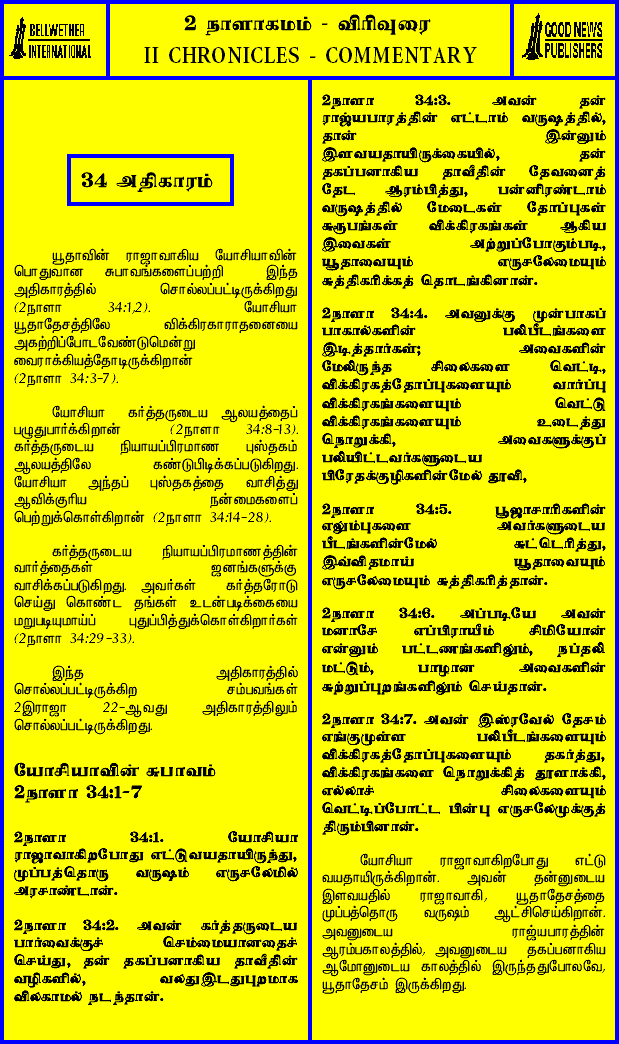 BELLWETHER
INTERNATIONAL
2 நாளாகமம் - விரிவுரை
II CHRONICLES - COMMENTARY
GOOD NEWS
PUBLISHERS
34 அதிகாரம்
யூதாவின் ராஜாவாகிய யோசியாவின்
பொதுவான சுபாவங்களைப்பற்றி இந்த
அதிகாரத்தில் சொல்லப்பட்டிருக்கிறது
(2நாளா 34:1,2). யோசியா
யூதாதேசத்திலே விக்கிரகாராதனையை
அகற்றிப்போடவேண்டுமென்று
வைராக்கியத்தோடிருக்கிறான்
(2நாளா 34:3-7).
யோசியா கர்த்தருடைய ஆலயத்தைப்
பழுதுபார்க்கிறான் (2நாளா 34:8-13).
கர்த்தருடைய நியாயப்பிரமாண புஸ்தகம்
ஆலயத்திலே கண்டுபிடிக்கப்படுகிறது.
யோசியா அந்தப் புஸ்தகத்தை வாசித்து
ஆவிக்குரிய நன்மைகளைப்
பெற்றுக்கொள்கிறான் (2நாளா 34:14-28).
கர்த்தருடைய நியாயப்பிரமாணத்தின்
வார்த்தைகள் ஜனங்களுக்கு
வாசிக்கப்படுகிறது. அவர்கள் கர்த்தரோடு
செய்து கொண்ட தங்கள் உடன்படிக்கையை
மறுபடியுமாய்ப் புதுப்பித்துக்கொள்கிறார்கள்
(2நாளா 34:29-33).
இந்த அதிகாரத்தில்
சொல்லப்பட்டிருக்கிற சம்பவங்கள்
2இராஜா 22-ஆவது அதிகாரத்திலும்
சொல்லப்பட்டிருக்கிறது.
யோசியாவின் சுபாவம்
2நாளா 34:1-7
2நாளா 34:1. யோசியா
ராஜாவாகிறபோது எட்டுவயதாயிருந்து,
முப்பத்தொரு வருஷம் எருசலேமில்
அரசாண்டான்.
2நாளா 34:2. அவன் கர்த்தருடைய
பார்வைக்குச் செம்மையானதைச்
செய்து, தன் தகப்பனாகிய தாவீதின்
வழிகளில், வலதுஇடதுபுறமாக
விலகாமல் நடந்தான்.
2நாளா 34:3. அவன் தன்
ராஜ்யபாரத்தின் எட்டாம் வருஷத்தில்,
தான் இன்னும்
இளவயதாயிருக்கையில், தன்
தகப்பனாகிய தாவீதின் தேவனைத்
தேட ஆரம்பித்து, பன்னிரண்டாம்
வருஷத்தில் மேடைகள் தோப்புகள்
சுரூபங்கள் விக்கிரகங்கள் ஆகிய
இவைகள் அற்றுப்போகும்படி,
யூதாவையும் எருசலேமையும்
சுத்திகரிக்கத் தொடங்கினான்.
2நாளா 34:4. அவனுக்கு முன்பாகப்
பாகால்களின் பலிபீடங்களை
இடித்தார்கள்; அவைகளின்
மேலிருந்த சிலைகளை வெட்டி,
விக்கிரகத்தோப்புகளையும் வார்ப்பு
விக்கிரகங்களையும் வெட்டு
விக்கிரகங்களையும் உடைத்து
நொறுக்கி, அவைகளுக்குப்
பலியிட்டவர்களுடைய
பிரேதக்குழிகளின்மேல் தூவி,
2நாளா 34:5. பூஜாசாரிகளின்
எலும்புகளை அவர்களுடைய
பீடங்களின்மேல் சுட்டெரித்து,
இவ்விதமாய் யூதாவையும்
எருசலேமையும் சுத்திகரித்தான்.
2நாளா 34:6. அப்படியே அவன்
மனாசே எப்பிராயீம் சிமியோன்
என்னும் பட்டணங்களிலும், நப்தலி
மட்டும், பாழான அவைகளின்
சுற்றுப்புறங்களிலும் செய்தான்.
2நாளா 34:7. அவன் இஸ்ரவேல் தேசம்
எங்குமுள்ள பலிபீடங்களையும்
விக்கிரகத்தோப்புகளையும் தகர்த்து,
விக்கிரகங்களை நொறுக்கித் தூளாக்கி,
எல்லாச் சிலைகளையும்
வெட்டிப்போட்ட பின்பு எருசலேமுக்குத்
திரும்பினான்.
யோசியா ராஜாவாகிறபோது எட்டு
வயதாயிருக்கிறான். அவன் தன்னுடைய
இளவயதில் ராஜாவாகி, யூதாதேசத்தை
முப்பத்தொரு வருஷம் ஆட்சிசெய்கிறான்.
அவனுடைய ராஜ்யபாரத்தின்
ஆரம்பகாலத்தில், அவனுடைய தகப்பனாகிய
ஆமோனுடைய காலத்தில் இருந்ததுபோலவே,
யூதாதேசம் இருக்கிறது.